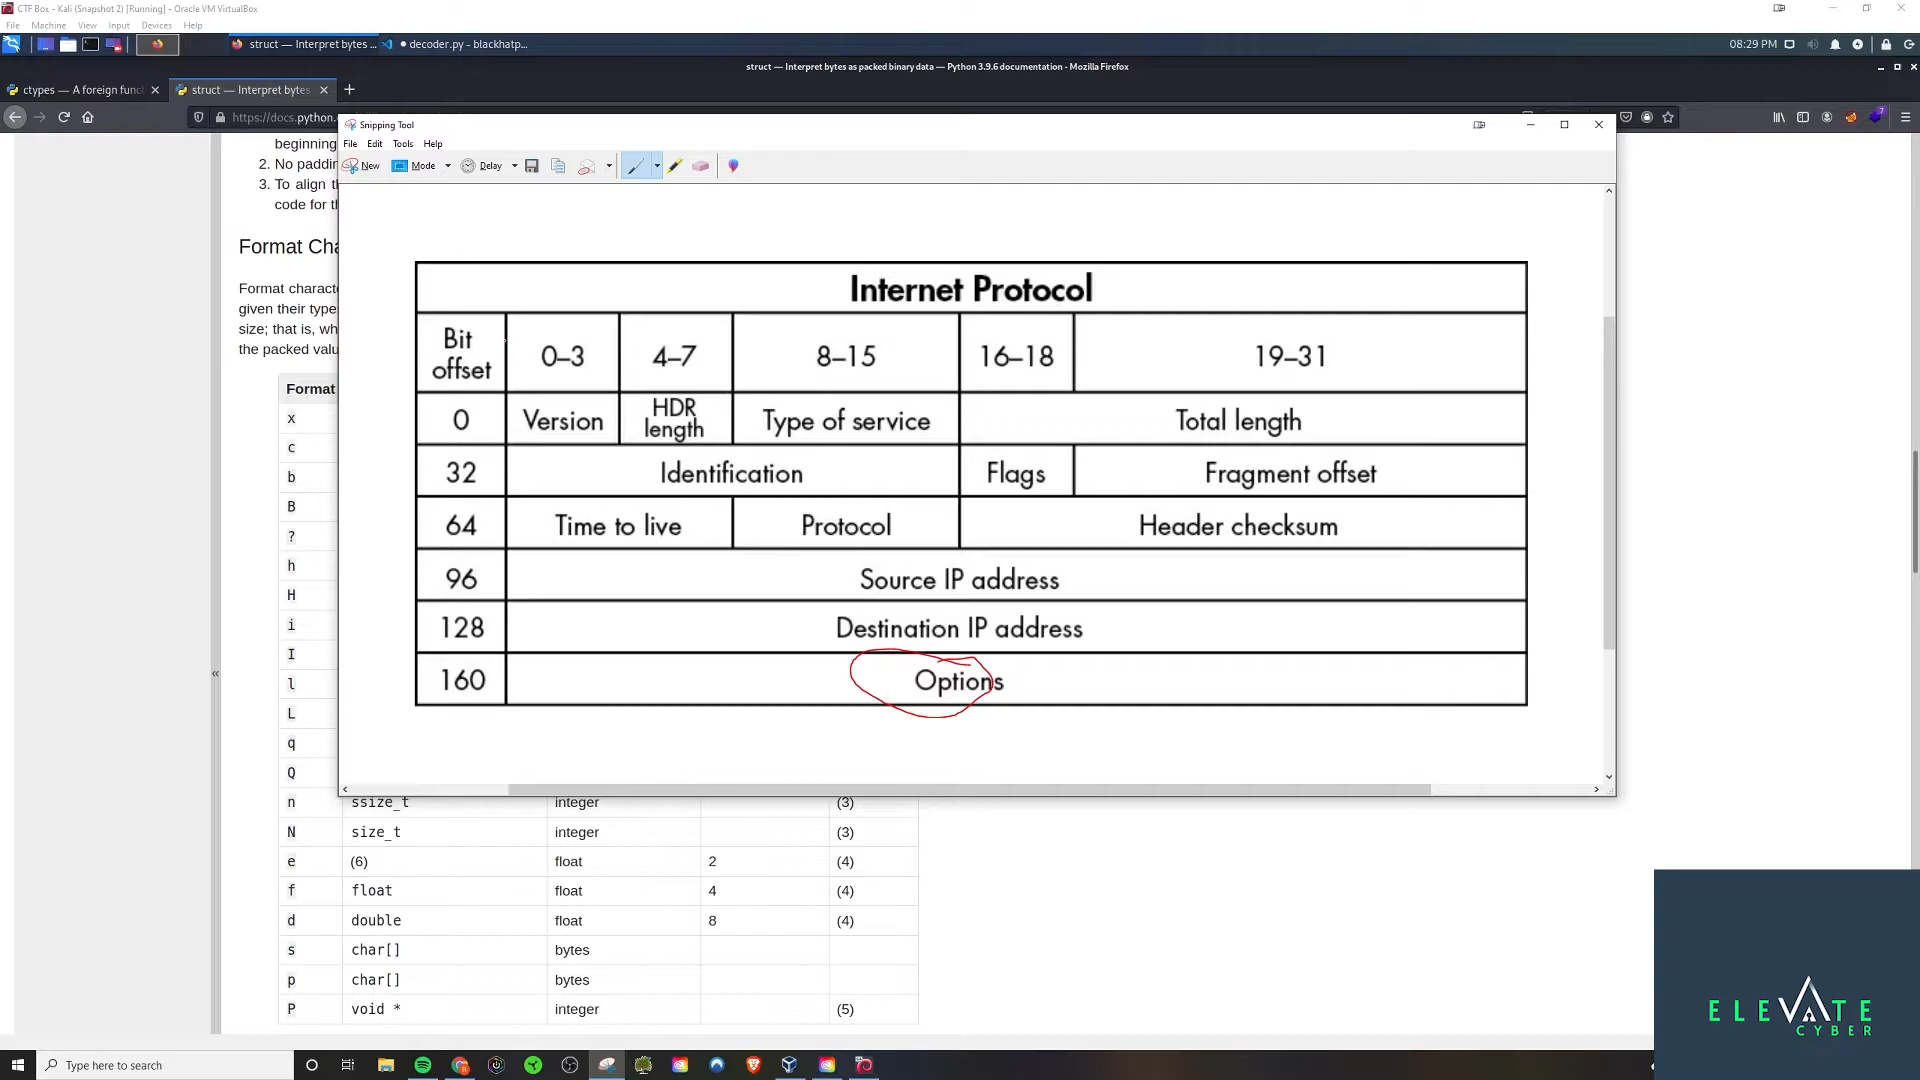 CTF Box - Kali (Snapshot 2) [Running] - Oracle VM VirtualBox
File Machine View Input Devices Help
struct — Interpret bytes ...
decoder.py - blackhatp...
08:29 PM
struct — Interpret bytes as packed binary data — Python 3.9.6 documentation - Mozilla Firefox
ctypes — A foreign funct
struct — Interpret bytes
https://docs.python.
7
Snipping Tool
File Edit Tools Help
New Mode Delay
beginning
2. No paddin
3. To align th
code for th
Format Cha
Format characte
given their types
size; that is, wh
the packed valu
Internet Protocol
Bit offset 0–3 4–7 8–15 16–18 19–31
0 Version HDR length Type of service Total length
32 Identification Flags Fragment offset
64 Time to live Protocol Header checksum
96 Source IP address
128 Destination IP address
160 Options
Format
x
c
b
B
?
h
H
i
I
l
L
q
Q
n ssize_t integer (3)
N size_t integer (3)
e (6) float 2 (4)
f float float 4 (4)
d double float 8 (4)
s char[] bytes
p char[] bytes
P void * integer (5)
ELEVATE
CYBER
Type here to search